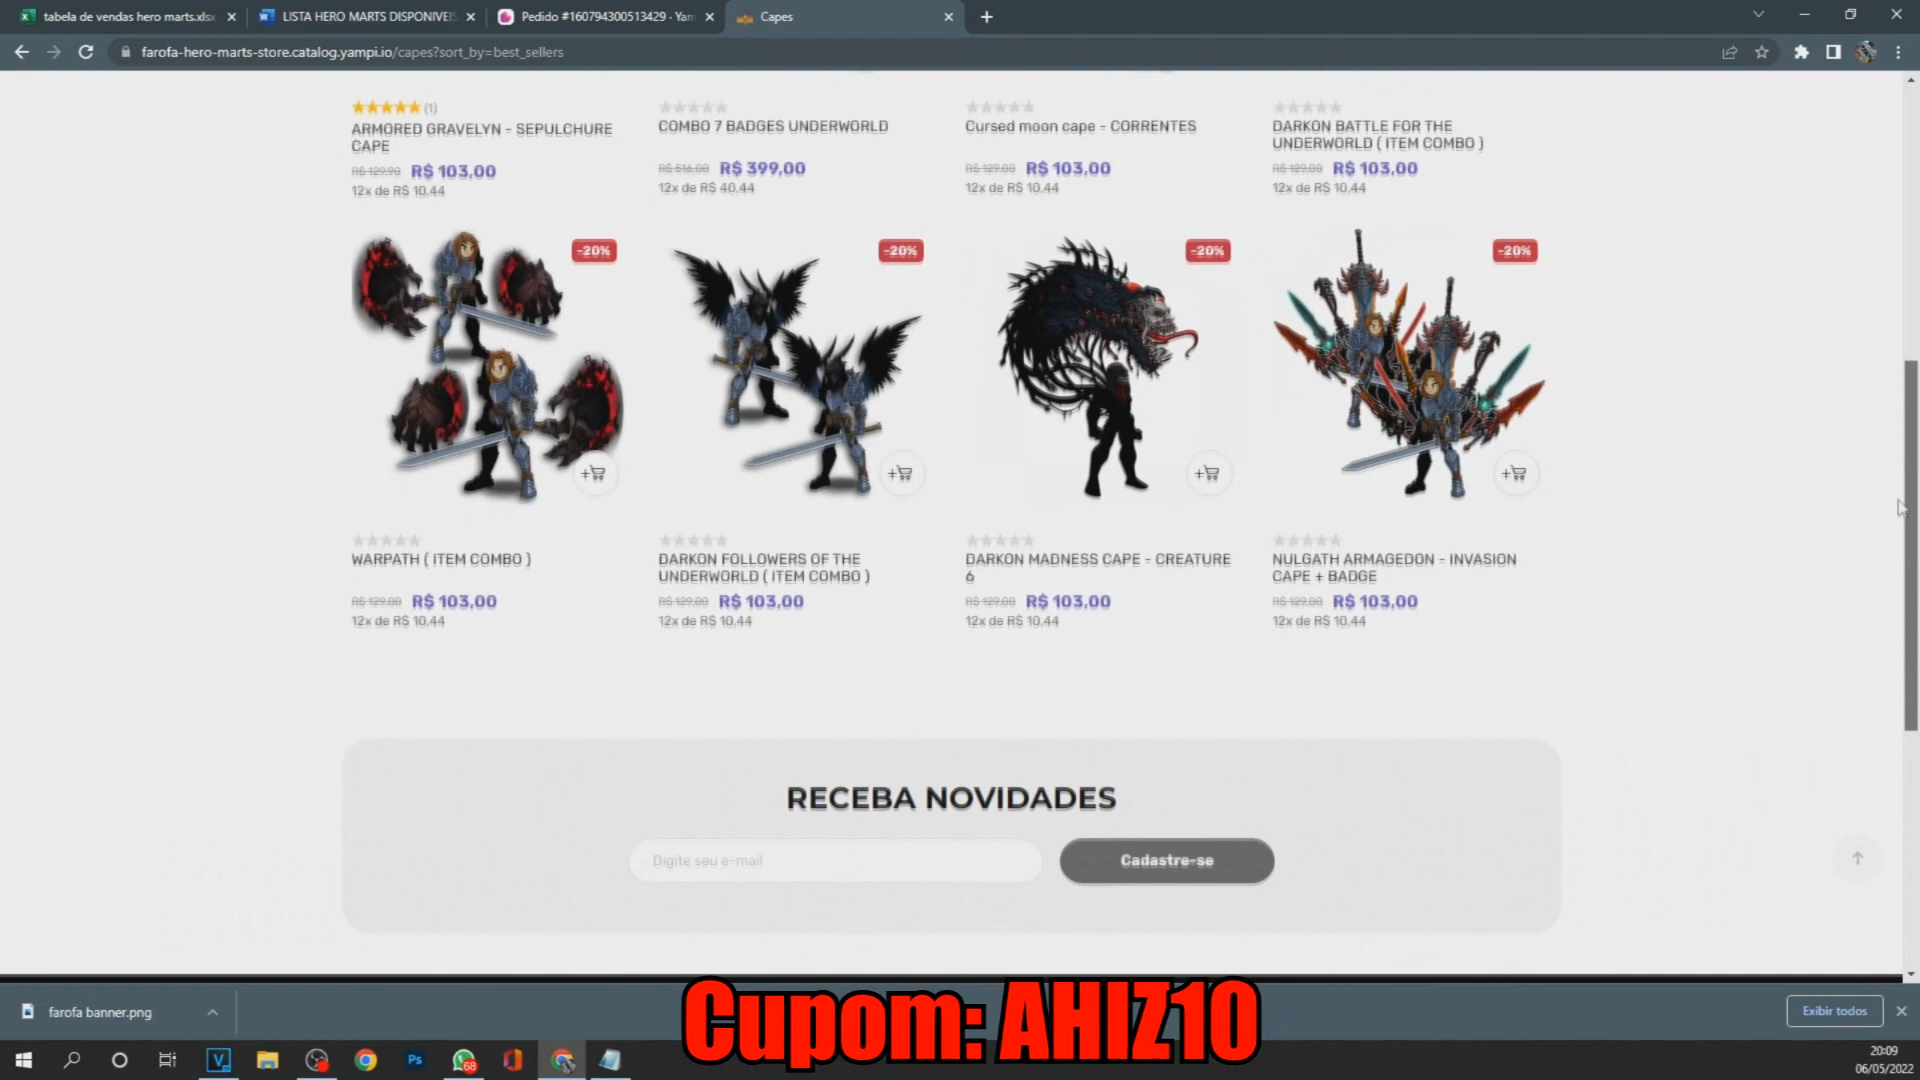 tabela de vendas hero marts.xlsx
LISTA HERO MARTS DISPONIVEIS
Pedido #160794300513429 · Yam
Capes
farofa-hero-marts-store.catalog.yampi.io/capes?sort_by=best_sellers
(1)
ARMORED GRAVELYN - SEPULCHURE
CAPE
R$ 129,90 R$ 103,00
12x de R$ 10,44
COMBO 7 BADGES UNDERWORLD
R$ 516,00 R$ 399,00
12x de R$ 40,44
Cursed moon cape - CORRENTES
R$ 129,00 R$ 103,00
12x de R$ 10,44
DARKON BATTLE FOR THE
UNDERWORLD ( ITEM COMBO )
R$ 129,00 R$ 103,00
12x de R$ 10,44
-20%
-20%
-20%
-20%
WARPATH ( ITEM COMBO )
R$ 129,00 R$ 103,00
12x de R$ 10,44
DARKON FOLLOWERS OF THE
UNDERWORLD ( ITEM COMBO )
R$ 129,00 R$ 103,00
12x de R$ 10,44
DARKON MADNESS CAPE - CREATURE
6
R$ 129,00 R$ 103,00
12x de R$ 10,44
NULGATH ARMAGEDON - INVASION
CAPE + BADGE
R$ 129,00 R$ 103,00
12x de R$ 10,44
RECEBA NOVIDADES
Digite seu e-mail
Cadastre-se
farofa banner.png
Exibir todos
Cupom: AHIZ10
Ps
68
20:09
06/05/2022